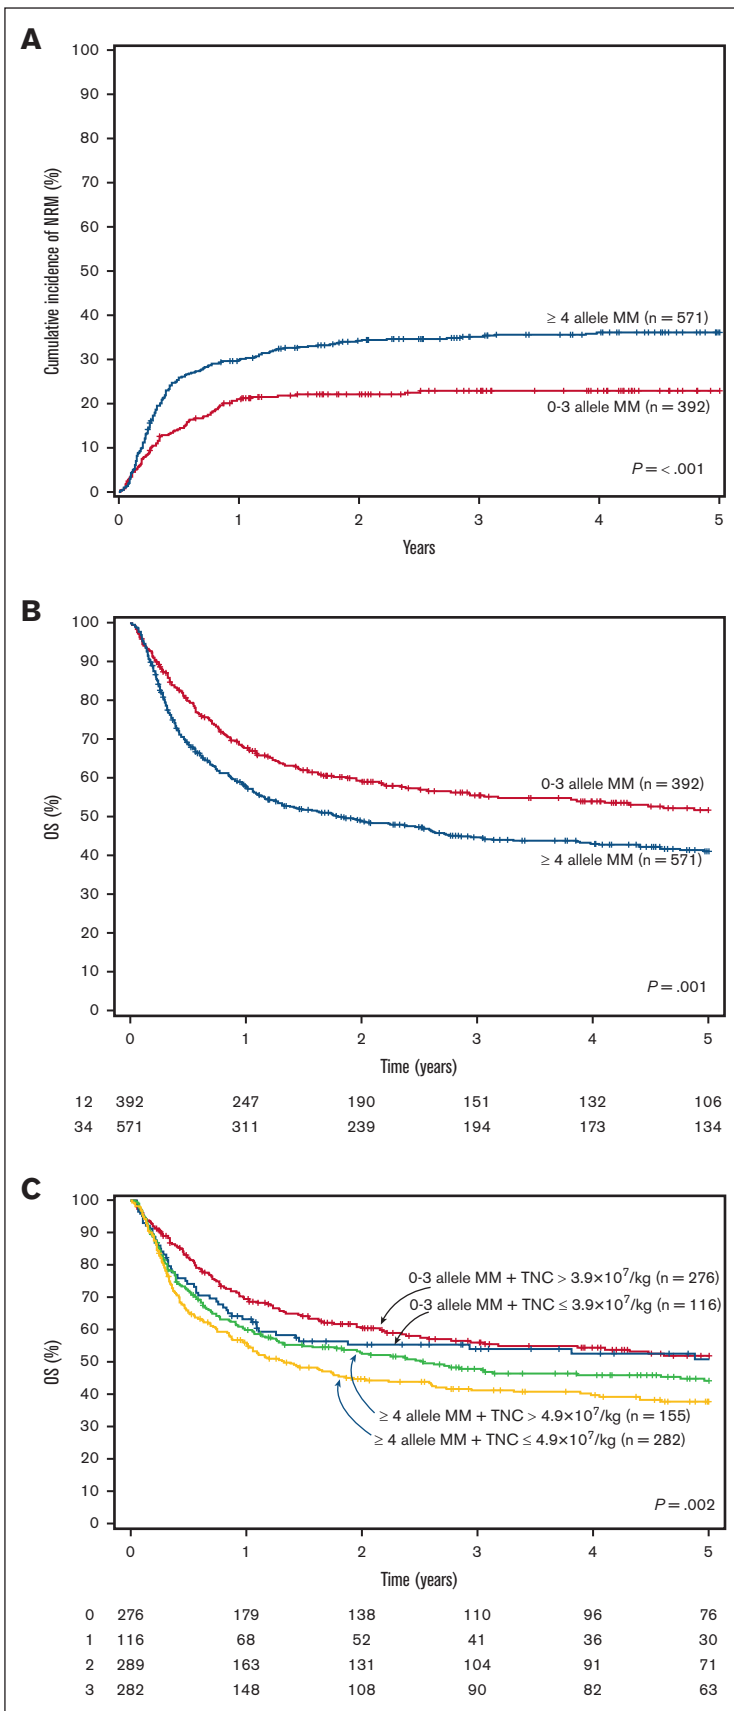 A
100
90
80
70
60
50
40
30
20
10
0
Cumulative incidence of NRM (%)
≥ 4 allele MM (n = 571)
0-3 allele MM (n = 392)
P = < .001
0 1 2 3 4 5
Years
B
100
90
80
70
60
50
40
30
20
10
0
OS (%)
0-3 allele MM (n = 392)
≥ 4 allele MM (n = 571)
P = .001
0 1 2 3 4 5
Time (years)
12 392 247 190 151 132 106
34 571 311 239 194 173 134
C
100
90
80
70
60
50
40
30
20
10
0
OS (%)
0-3 allele MM + TNC > 3.9×10⁷/kg (n = 276)
0-3 allele MM + TNC ≤ 3.9×10⁷/kg (n = 116)
≥ 4 allele MM + TNC > 4.9×10⁷/kg (n = 155)
≥ 4 allele MM + TNC ≤ 4.9×10⁷/kg (n = 282)
P = .002
0 1 2 3 4 5
Time (years)
0 276 179 138 110 96 76
1 116 68 52 41 36 30
2 289 163 131 104 91 71
3 282 148 108 90 82 63